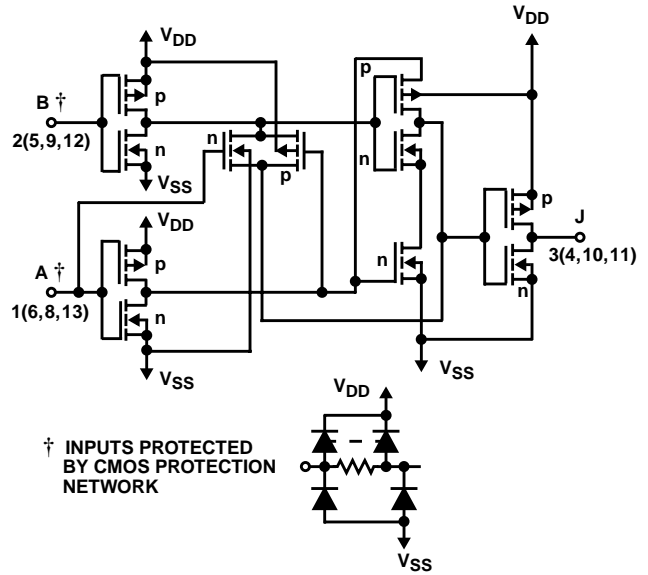 VDD
VDD
p
B †
p
2(5,9,12)
n
n
n
p
VSS
VDD
p
J
A †
p
3(4,10,11)
1(6,8,13)
n
n
n
VSS
VSS
VDD
† INPUTS PROTECTED
BY CMOS PROTECTION
NETWORK
VSS